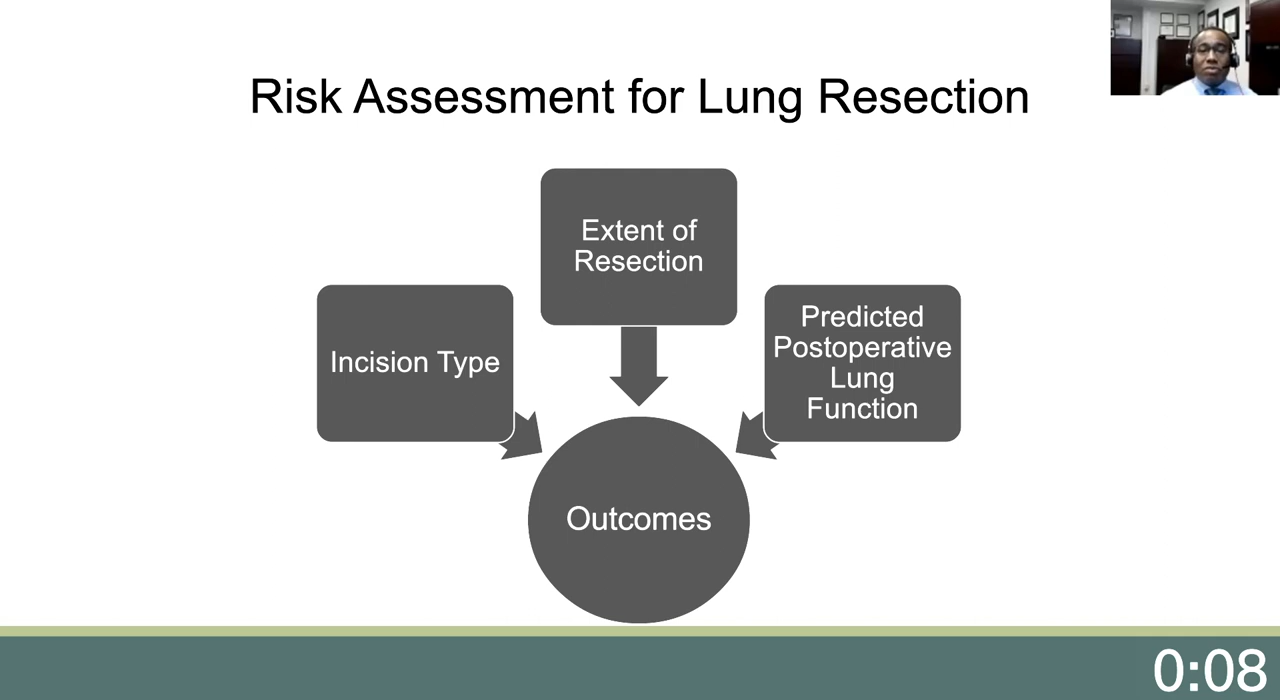 Risk Assessment for Lung Resection
Extent of
Resection
Incision Type
Predicted
Postoperative
Lung
Function
Outcomes
0:08